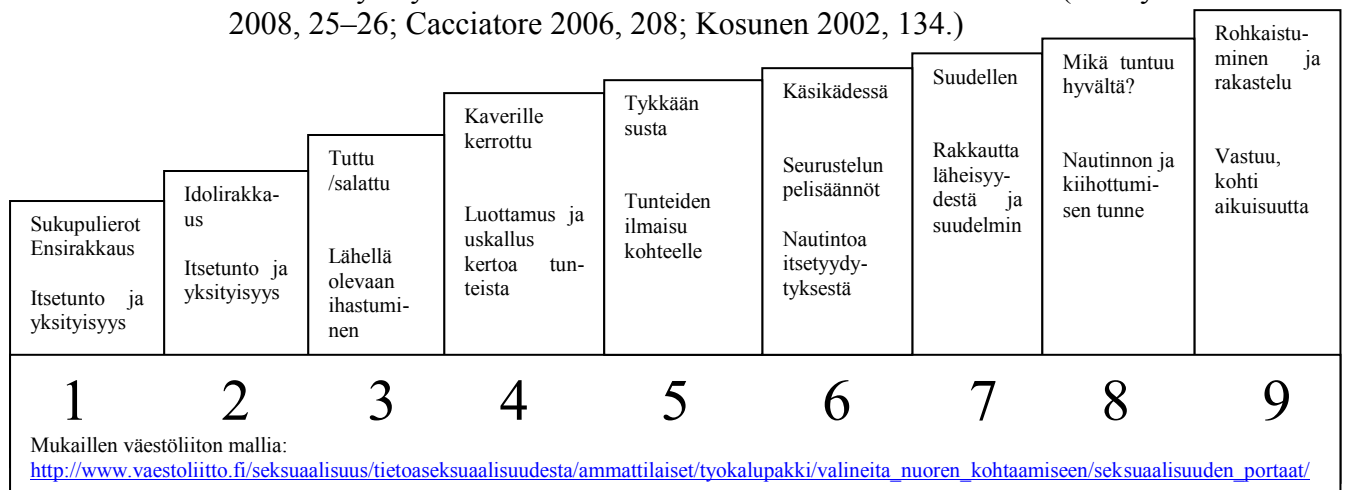 2008, 25–26; Cacciatore 2006, 208; Kosunen 2002, 134.)
Sukupulierot
Ensirakkaus
Itsetunto ja
yksityisyys
Idolirakka-
us
Itsetunto ja
yksityisyys
Tuttu
/salattu
Lähellä
olevaan
ihastumi-
nen
Kaverille
kerrottu
Luottamus ja
uskallus
kertoa tun-
teista
Tykkään
susta
Tunteiden
ilmaisu
kohteelle
Käsikädessä
Seurustelun
pelisäännöt
Nautintoa
itsetyydy-
tyksestä
Suudellen
Rakkautta
läheisyy-
destä ja
suudelmin
Mikä tuntuu
hyvältä?
Nautinnon ja
kiihottumi-
sen tunne
Rohkaistu-
minen ja
rakastelu
Vastuu,
kohti
aikuisuutta
1 2 3 4 5 6 7 8 9
Mukaillen väestöliiton mallia:
http://www.vaestoliitto.fi/seksuaalisuus/tietoaseksuaalisuudesta/ammattilaiset/tyokalupakki/valineita_nuoren_kohtaamiseen/seksuaalisuuden_portaat/